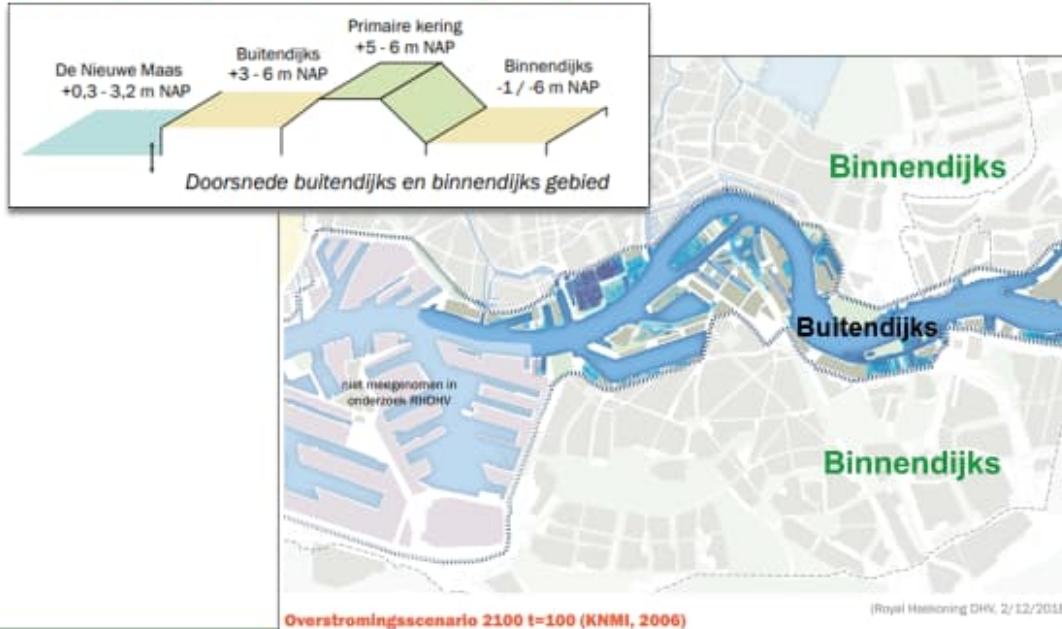 De Nieuwe Maas
+0,3 - 3,2 m NAP
Buitendijks
+3 - 6 m NAP
Primaire kering
+5 - 6 m NAP
Binnendijks
-1 / -6 m NAP
Doorsnede buitendijks en binnendijks gebied
Binnendijks
Buitendijks
niet meegenomen in
onderzoek RHDHV
Binnendijks
Overstromingsscenario 2100 t=100 (KNMI, 2006)
(Royal Haskoning DHV, 2/12/2018